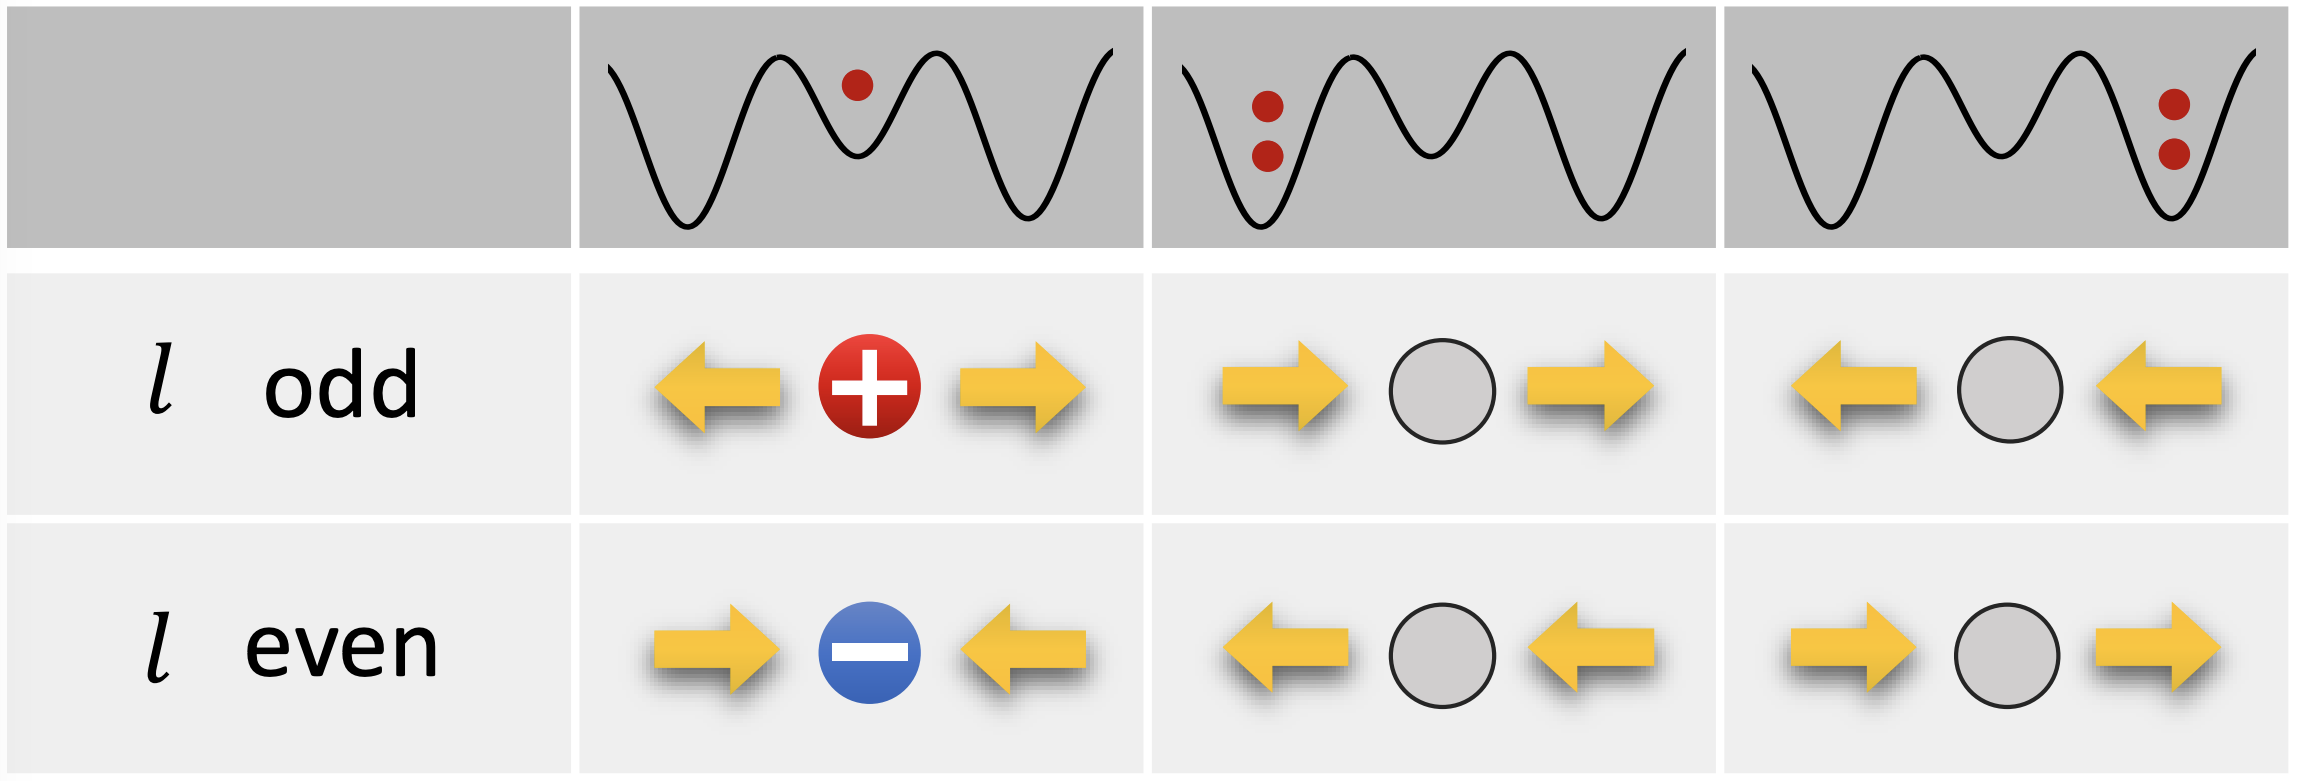 l odd
+
l even
−